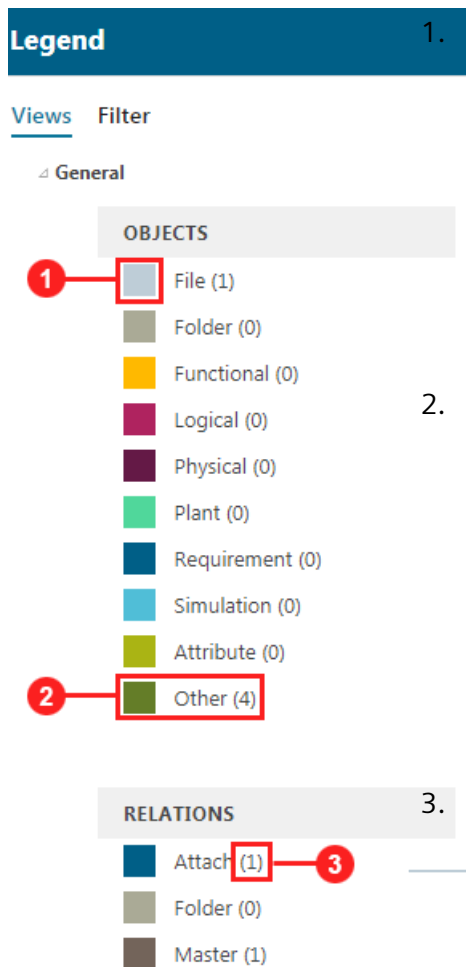 Legend 1.
Views Filter
General
OBJECTS
1 File (1)
Folder (0)
Functional (0)
2.
Logical (0)
Physical (0)
Plant (0)
Requirement (0)
Simulation (0)
Attribute (0)
2 Other (4)
3.
RELATIONS
Attach (1) 3
Folder (0)
Master (1)